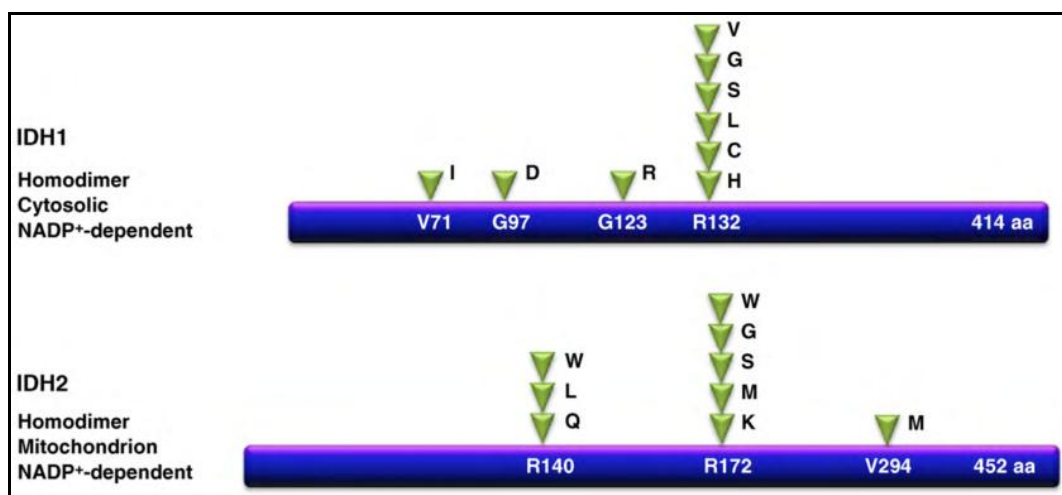 V
G
S
L
C
IDH1
Homodimer I D R H
Cytosolic
NADP⁺-dependent V71 G97 G123 R132 414 aa
W
G
W S
IDH2 L M
Homodimer Q K M
Mitochondrion
NADP⁺-dependent R140 R172 V294 452 aa